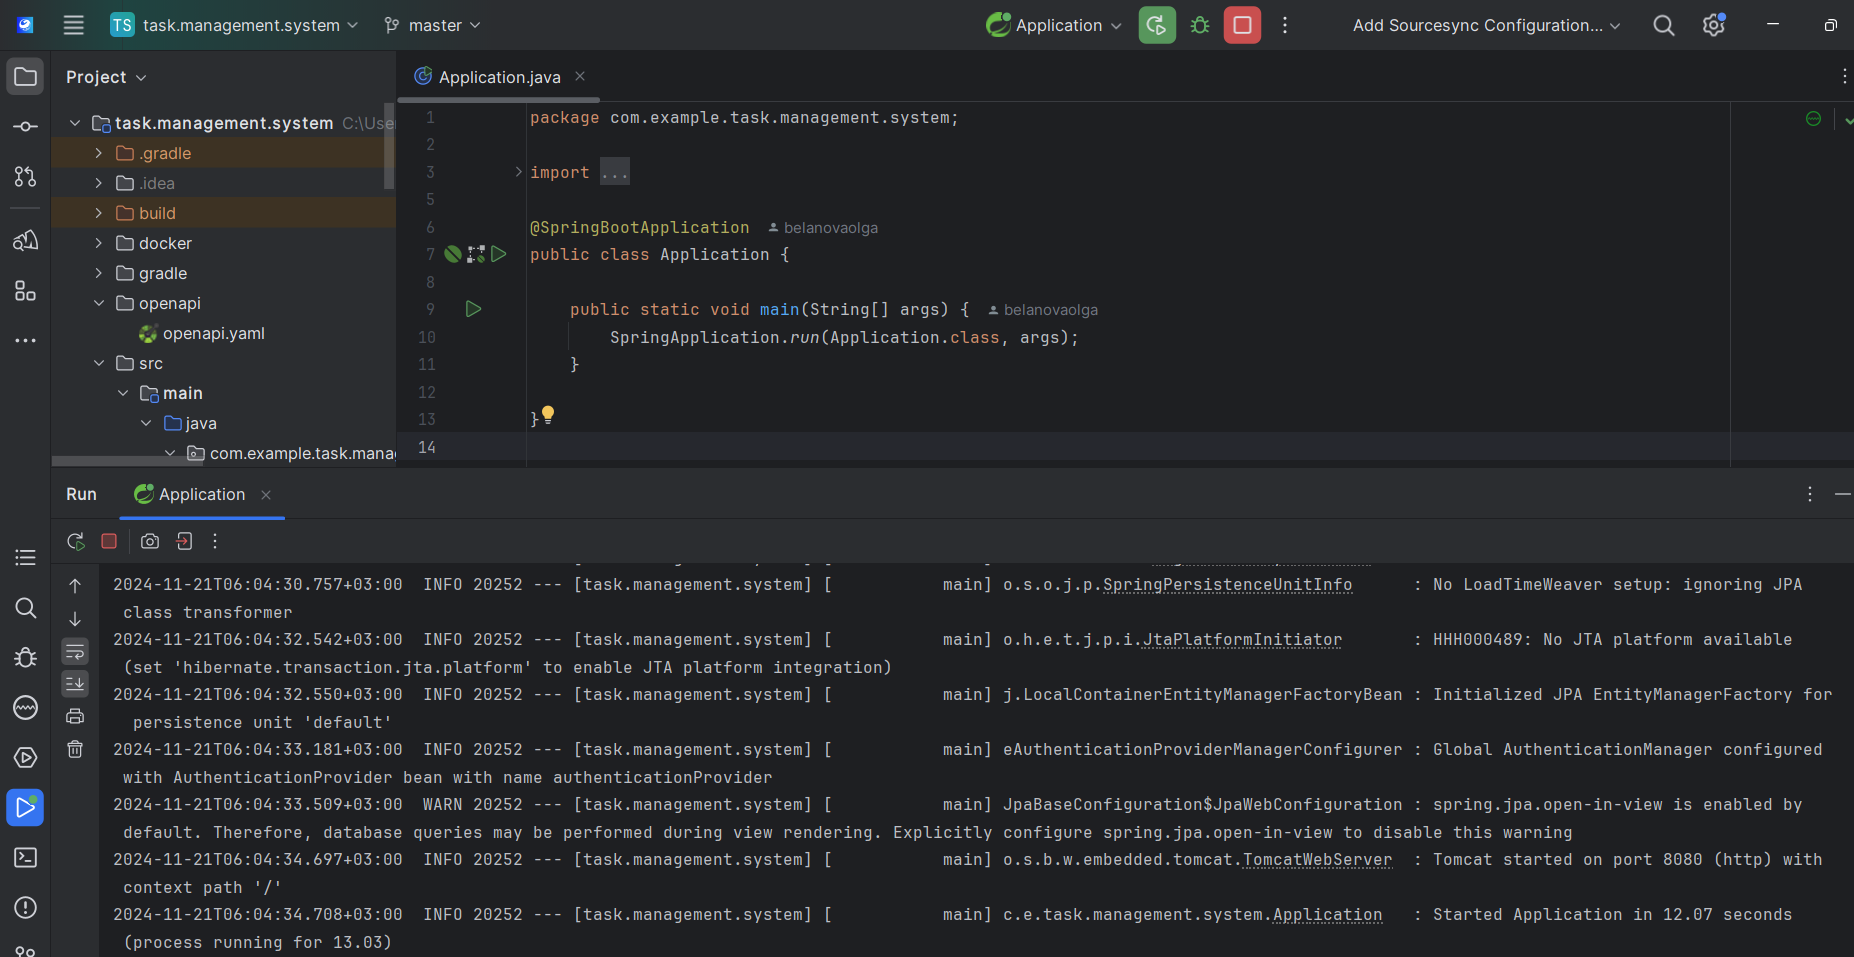 TS task.management.system master Application Add Sourcesync Configuration...
Project
Application.java
task.management.system C:\Use
.gradle
.idea
build
docker
gradle
openapi
openapi.yaml
src
main
java
com.example.task.mana
1 package com.example.task.management.system;
2
3 import ...
5
6 @SpringBootApplication belanovaolga
7 public class Application {
8
9 public static void main(String[] args) { belanovaolga
10 SpringApplication.run(Application.class, args);
11 }
12
13 }
14
Run Application
2024-11-21T06:04:30.757+03:00  INFO 20252 --- [task.management.system] [           main] o.s.o.j.p.SpringPersistenceUnitInfo      : No LoadTimeWeaver setup: ignoring JPA
class transformer
2024-11-21T06:04:32.542+03:00  INFO 20252 --- [task.management.system] [           main] o.h.e.t.j.p.i.JtaPlatformInitiator       : HHH000489: No JTA platform available
(set 'hibernate.transaction.jta.platform' to enable JTA platform integration)
2024-11-21T06:04:32.550+03:00  INFO 20252 --- [task.management.system] [           main] j.LocalContainerEntityManagerFactoryBean : Initialized JPA EntityManagerFactory for
persistence unit 'default'
2024-11-21T06:04:33.181+03:00  INFO 20252 --- [task.management.system] [           main] eAuthenticationProviderManagerConfigurer : Global AuthenticationManager configured
with AuthenticationProvider bean with name authenticationProvider
2024-11-21T06:04:33.509+03:00  WARN 20252 --- [task.management.system] [           main] JpaBaseConfiguration$JpaWebConfiguration : spring.jpa.open-in-view is enabled by
default. Therefore, database queries may be performed during view rendering. Explicitly configure spring.jpa.open-in-view to disable this warning
2024-11-21T06:04:34.697+03:00  INFO 20252 --- [task.management.system] [           main] o.s.b.w.embedded.tomcat.TomcatWebServer  : Tomcat started on port 8080 (http) with
context path '/'
2024-11-21T06:04:34.708+03:00  INFO 20252 --- [task.management.system] [           main] c.e.task.management.system.Application   : Started Application in 12.07 seconds
(process running for 13.03)